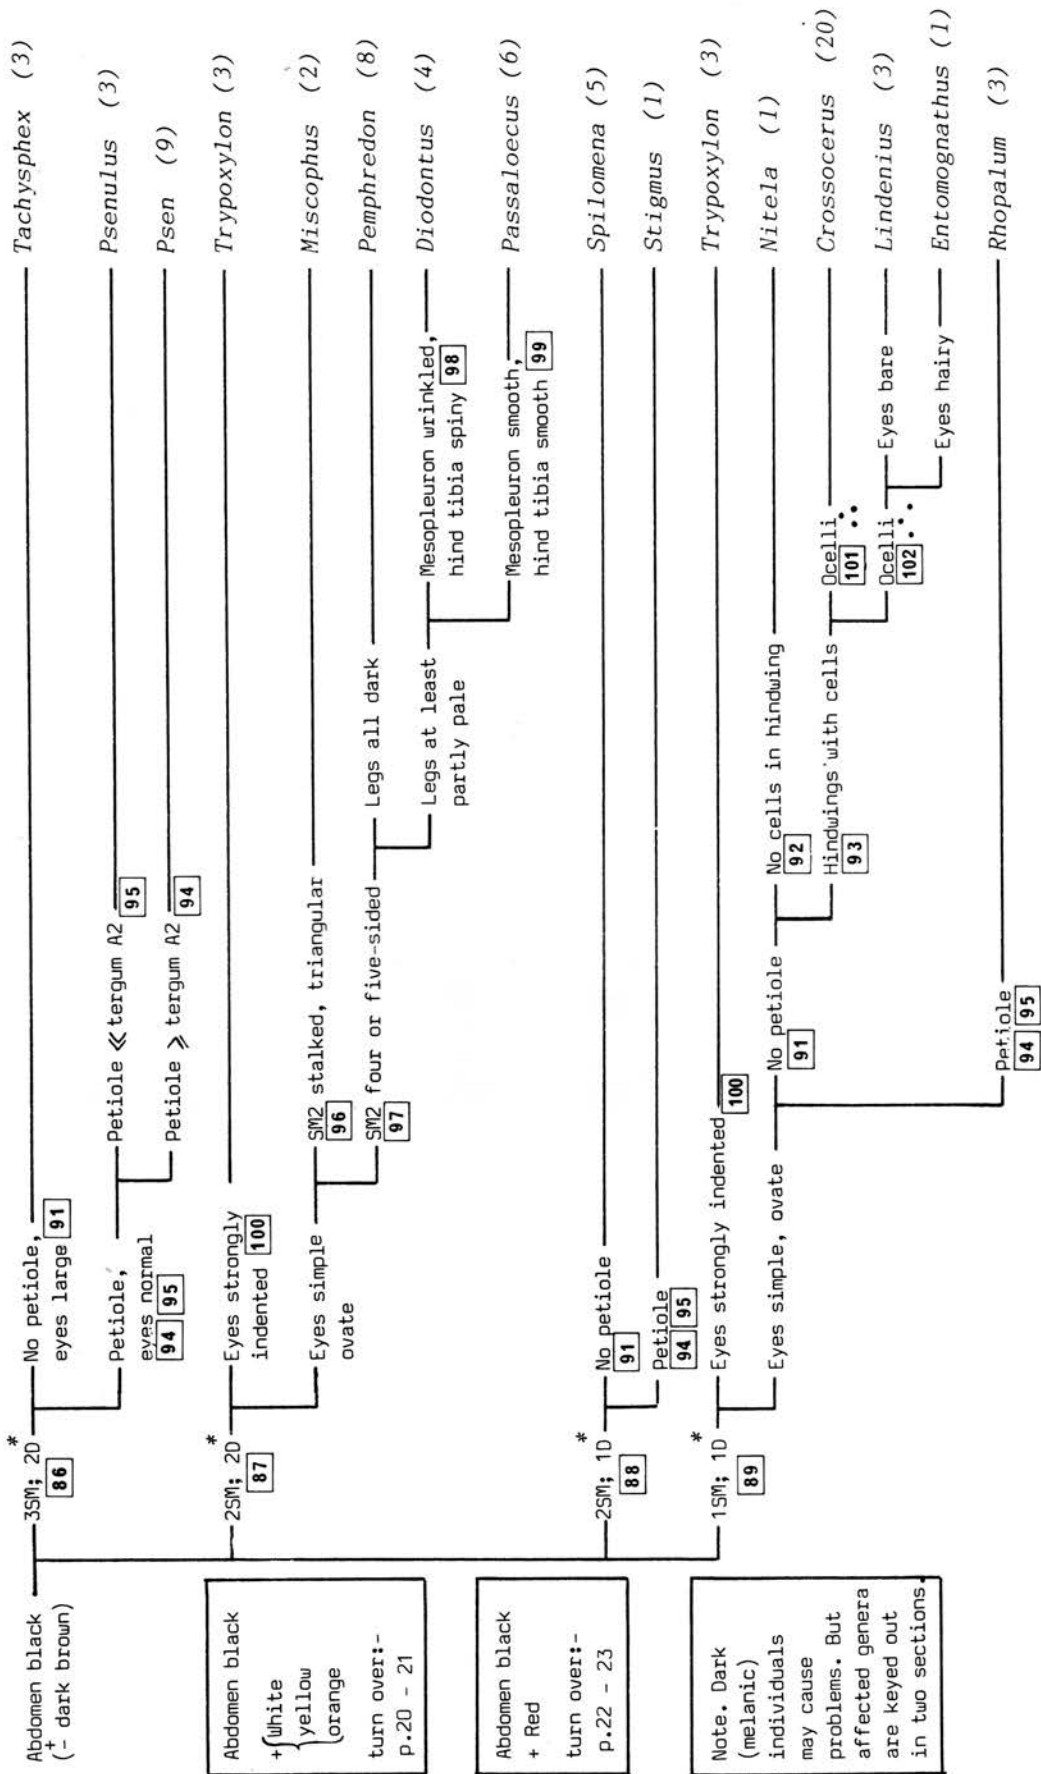 Abdomen black
(± dark brown)
Abdomen black
+ { White
yellow
orange
turn over:-
p.20 - 21
Abdomen black
+ Red
turn over:-
p.22 - 23
Note. Dark
(melanic)
individuals
may cause
problems. But
affected genera
are keyed out
in two sections.
3SM; 2D *
86
No petiole, 91
eyes large
Tachysphex (3)
Petiole,
eyes normal
94 95
Petiole ≪ tergum A2 95
Psenulus (3)
Petiole ⩾ tergum A2 94
Psen (9)
2SM; 2D *
87
Eyes strongly
indented 100
Trypoxylon (3)
Eyes simple
ovate
SM2 stalked, triangular
96
Miscophus (2)
SM2 four or five-sided
97
Legs all dark
Pemphredon (8)
Legs at least
partly pale
Mesopleuron wrinkled,
hind tibia spiny 98
Diodontus (4)
Mesopleuron smooth,
hind tibia smooth 99
Passaloecus (6)
2SM; 1D *
88
No petiole
91
Spilomena (5)
Petiole
94 95
Stigmus (1)
1SM; 1D *
89
Eyes strongly indented 100
Trypoxylon (3)
Eyes simple, ovate
No petiole
91
No cells in hindwing
92
Nitela (1)
Hindwings with cells
93
Ocelli
101
Crossocerus (20)
Ocelli
102
Eyes bare
Lindenius (3)
Eyes hairy
Entomognathus (1)
Petiole
94 95
Rhopalum (3)